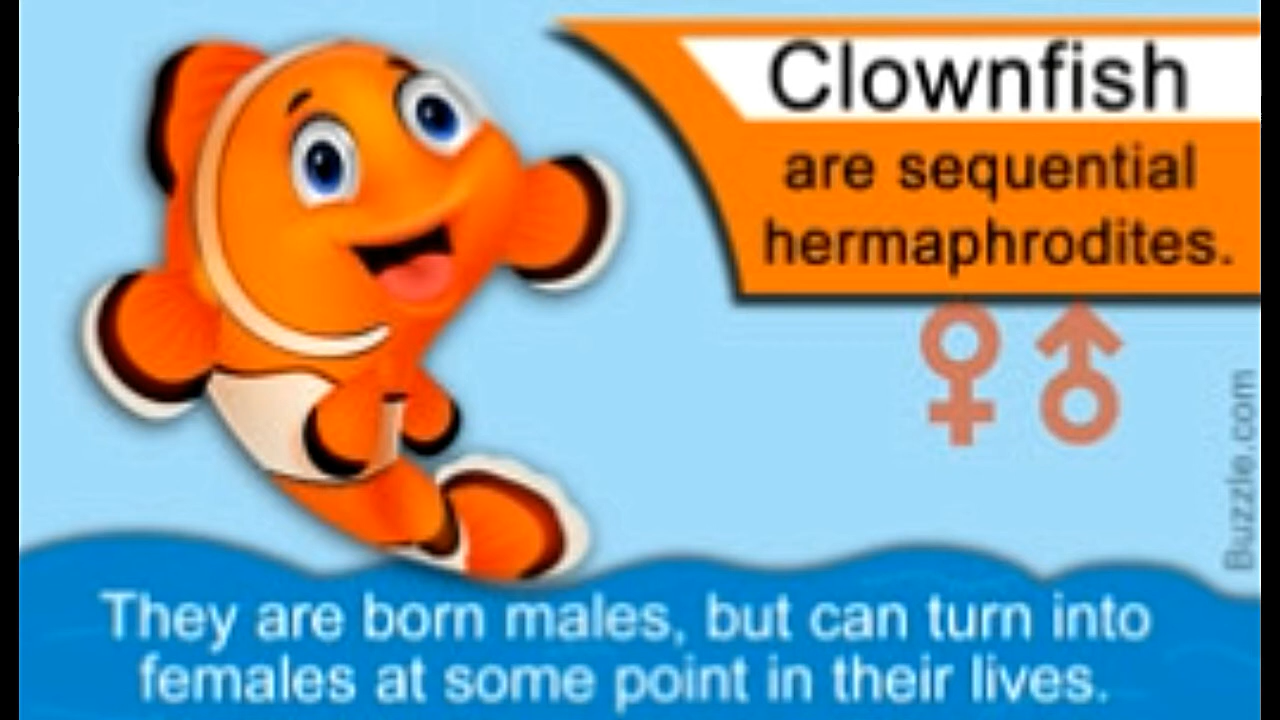 Clownfish
are sequential
hermaphrodites.
Buzzle.com
They are born males, but can turn into
females at some point in their lives.